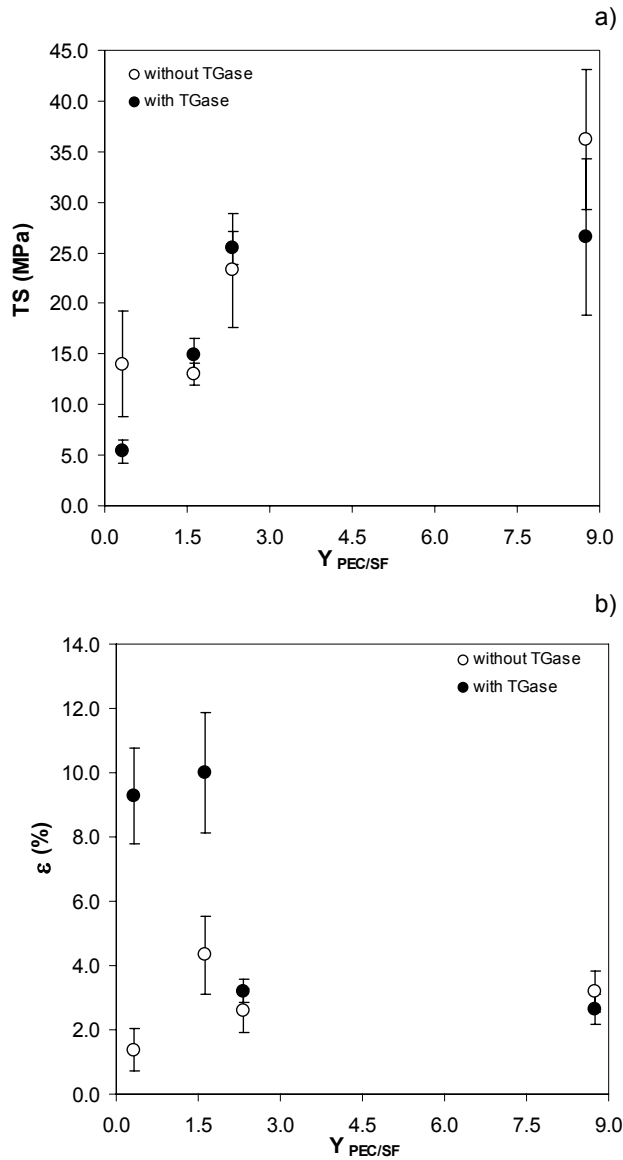 a)
45.0
40.0
35.0
30.0
25.0
20.0
15.0
10.0
5.0
0.0
TS (MPa)
without TGase
with TGase
0.0 1.5 3.0 4.5 6.0 7.5 9.0
Y PEC/SF
b)
14.0
12.0
10.0
8.0
6.0
4.0
2.0
0.0
ε (%)
without TGase
with TGase
0.0 1.5 3.0 4.5 6.0 7.5 9.0
Y PEC/SF